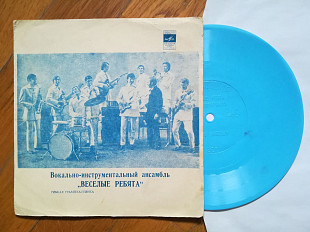 Вокально-инструментальный ансамбль
„ВЕСЕЛЫЕ РЕБЯТА“